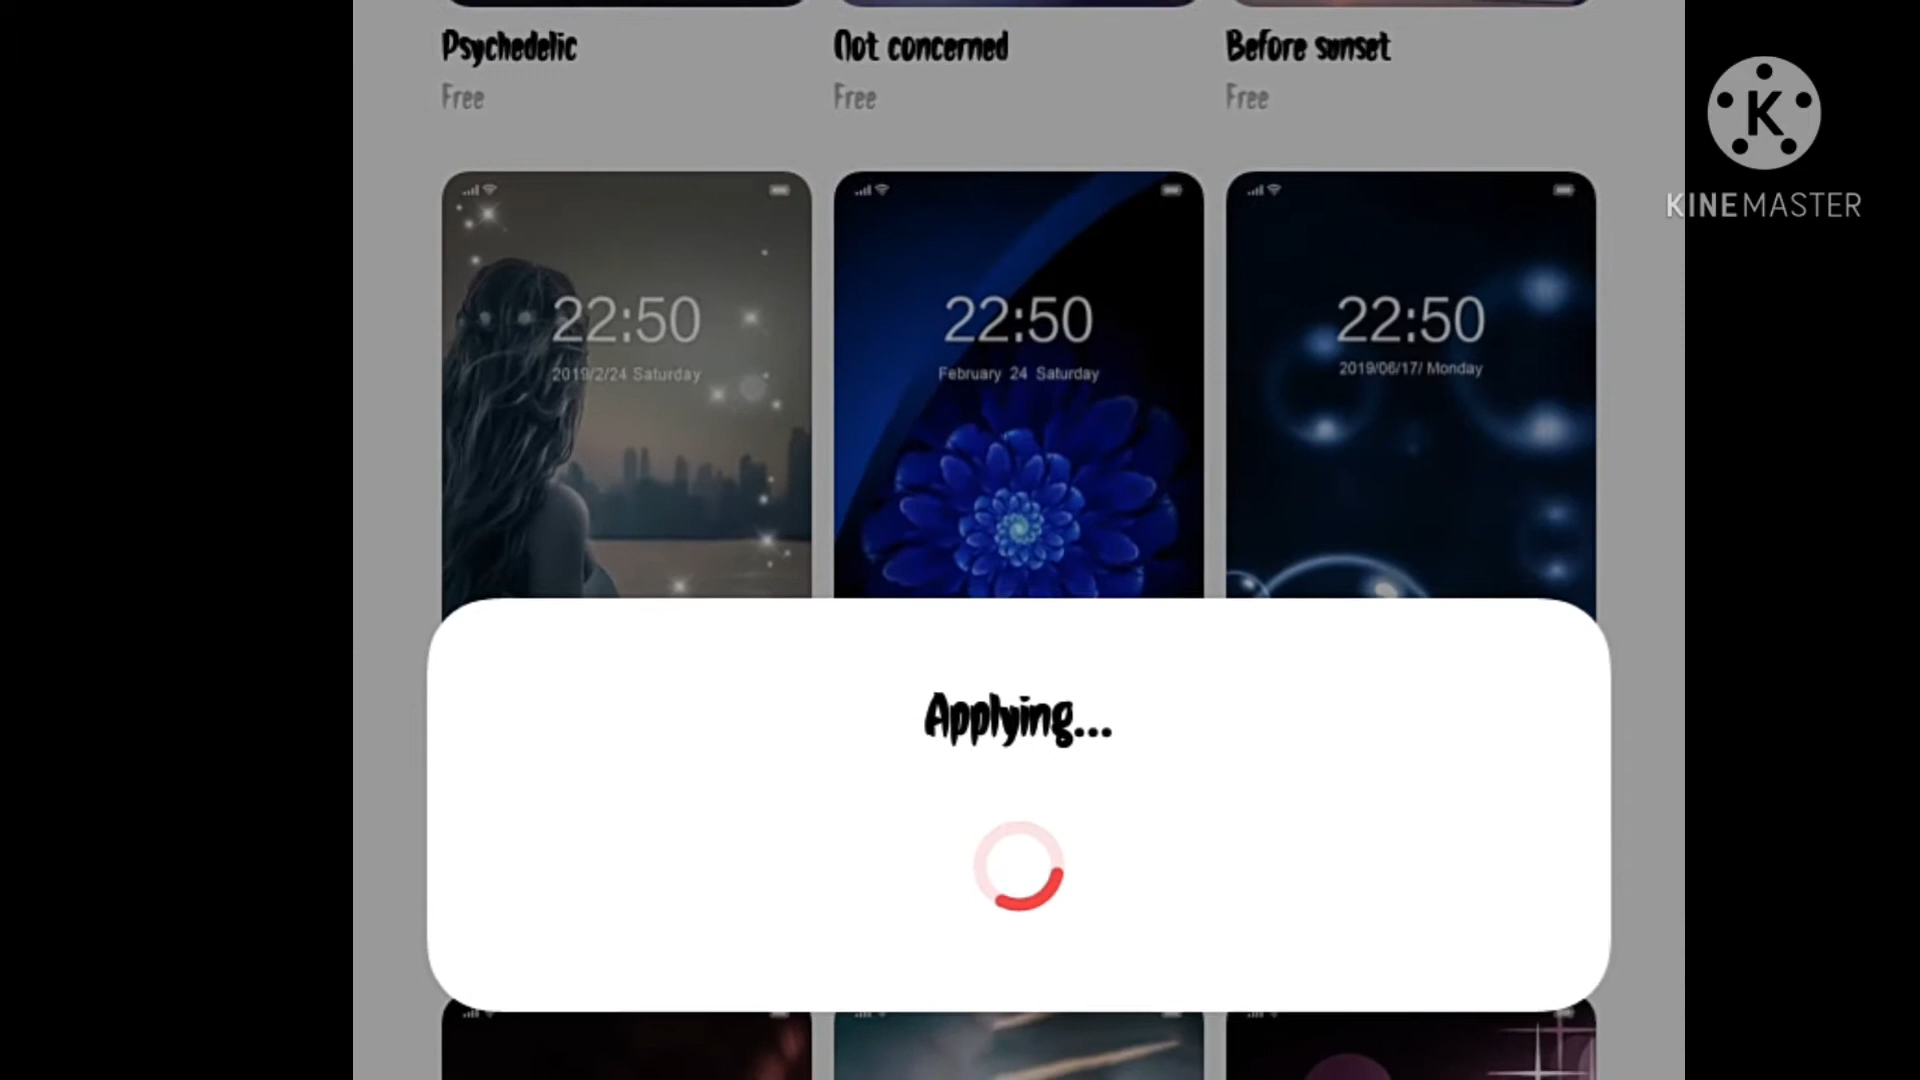 Psychedelic
Not concerned
Before sunset
Free
Free
Free
K
KINEMASTER
22:50
22:50
22:50
2019/2/24 Saturday
February 24 Saturday
2019/06/17/ Monday
Applying...